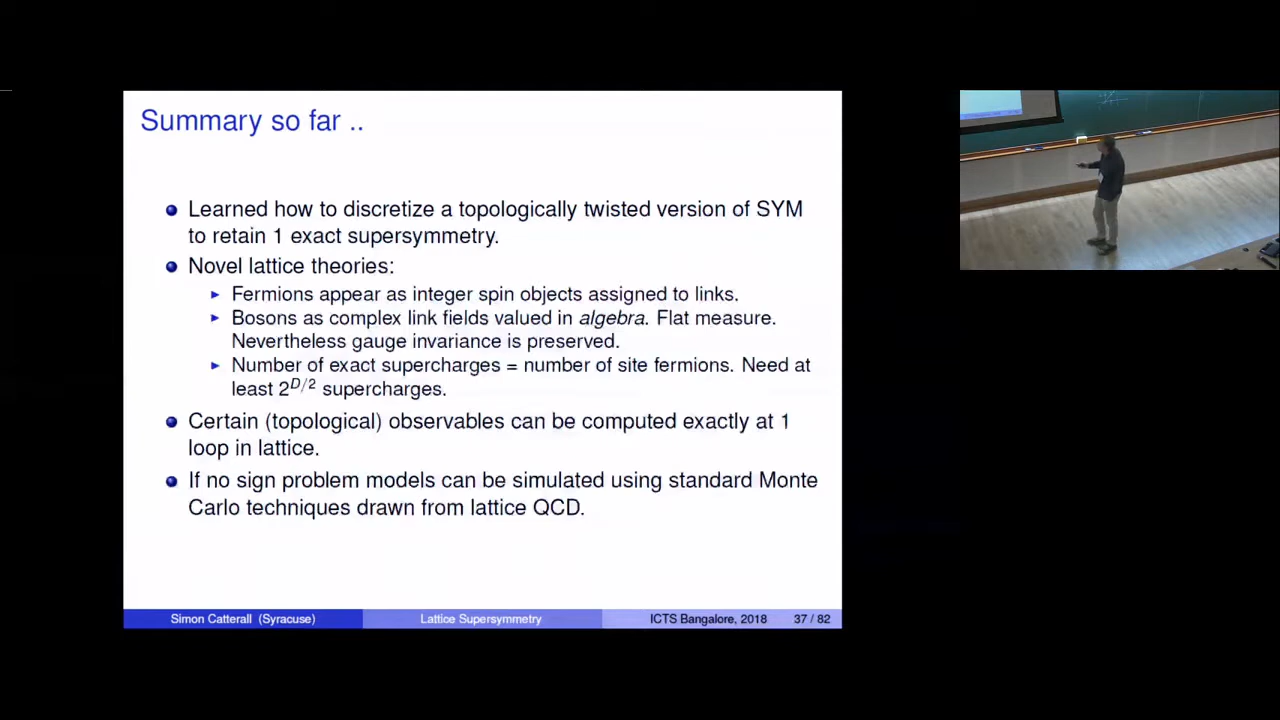 Summary so far ..
Learned how to discretize a topologically twisted version of SYM
to retain 1 exact supersymmetry.
Novel lattice theories:
Fermions appear as integer spin objects assigned to links.
Bosons as complex link fields valued in algebra. Flat measure.
Nevertheless gauge invariance is preserved.
Number of exact supercharges = number of site fermions. Need at
least 2^{D/2} supercharges.
Certain (topological) observables can be computed exactly at 1
loop in lattice.
If no sign problem models can be simulated using standard Monte
Carlo techniques drawn from lattice QCD.
Simon Catterall (Syracuse) Lattice Supersymmetry ICTS Bangalore, 2018 37 / 82